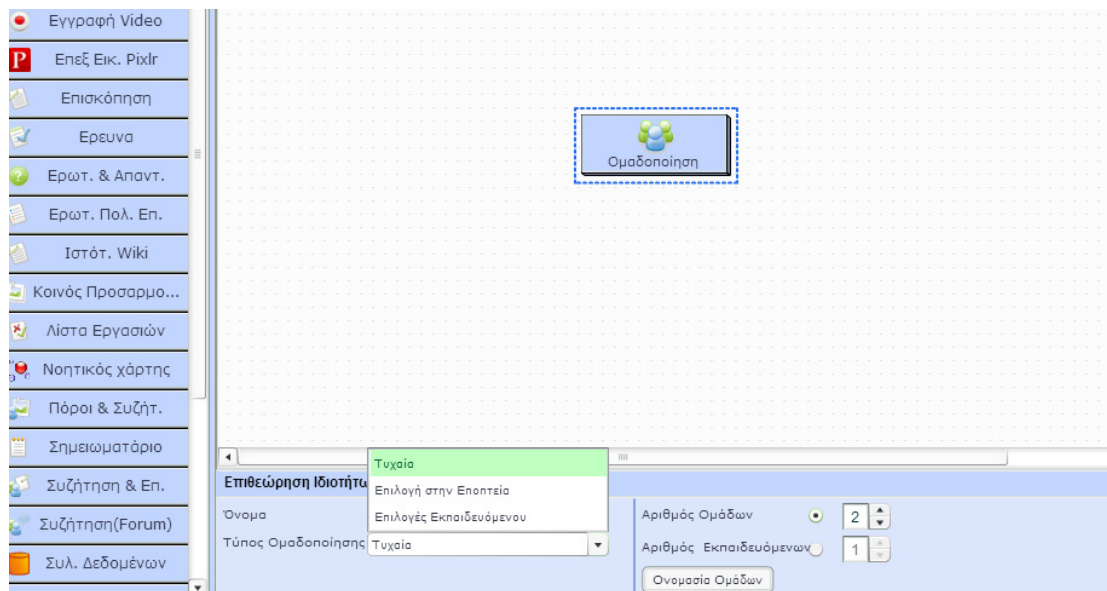 Εγγραφή Video
P
Επεξ Εικ. Pixlr
Επισκόπηση
Ερευνα
Ερωτ. & Απαντ.
Ερωτ. Πολ. Επ.
Ιστότ. Wiki
Κοινός Προσαρμο...
Λίστα Εργασιών
Νοητικός χάρτης
Πόροι & Συζήτ.
Σημειωματάριο
Συζήτηση & Επ.
Συζήτηση(Forum)
Συλ. Δεδομένων
Ομαδοποίηση
Επιθεώρηση Ιδιοτήτω
Όνομα
Τύπος Ομαδοποίησης
Τυχαία
Επιλογή στην Εποπτεία
Επιλογές Εκπαιδευόμενου
Τυχαία
Αριθμός Ομάδων 2
Αριθμός Εκπαιδευόμενων 1
Ονομασία Ομάδων